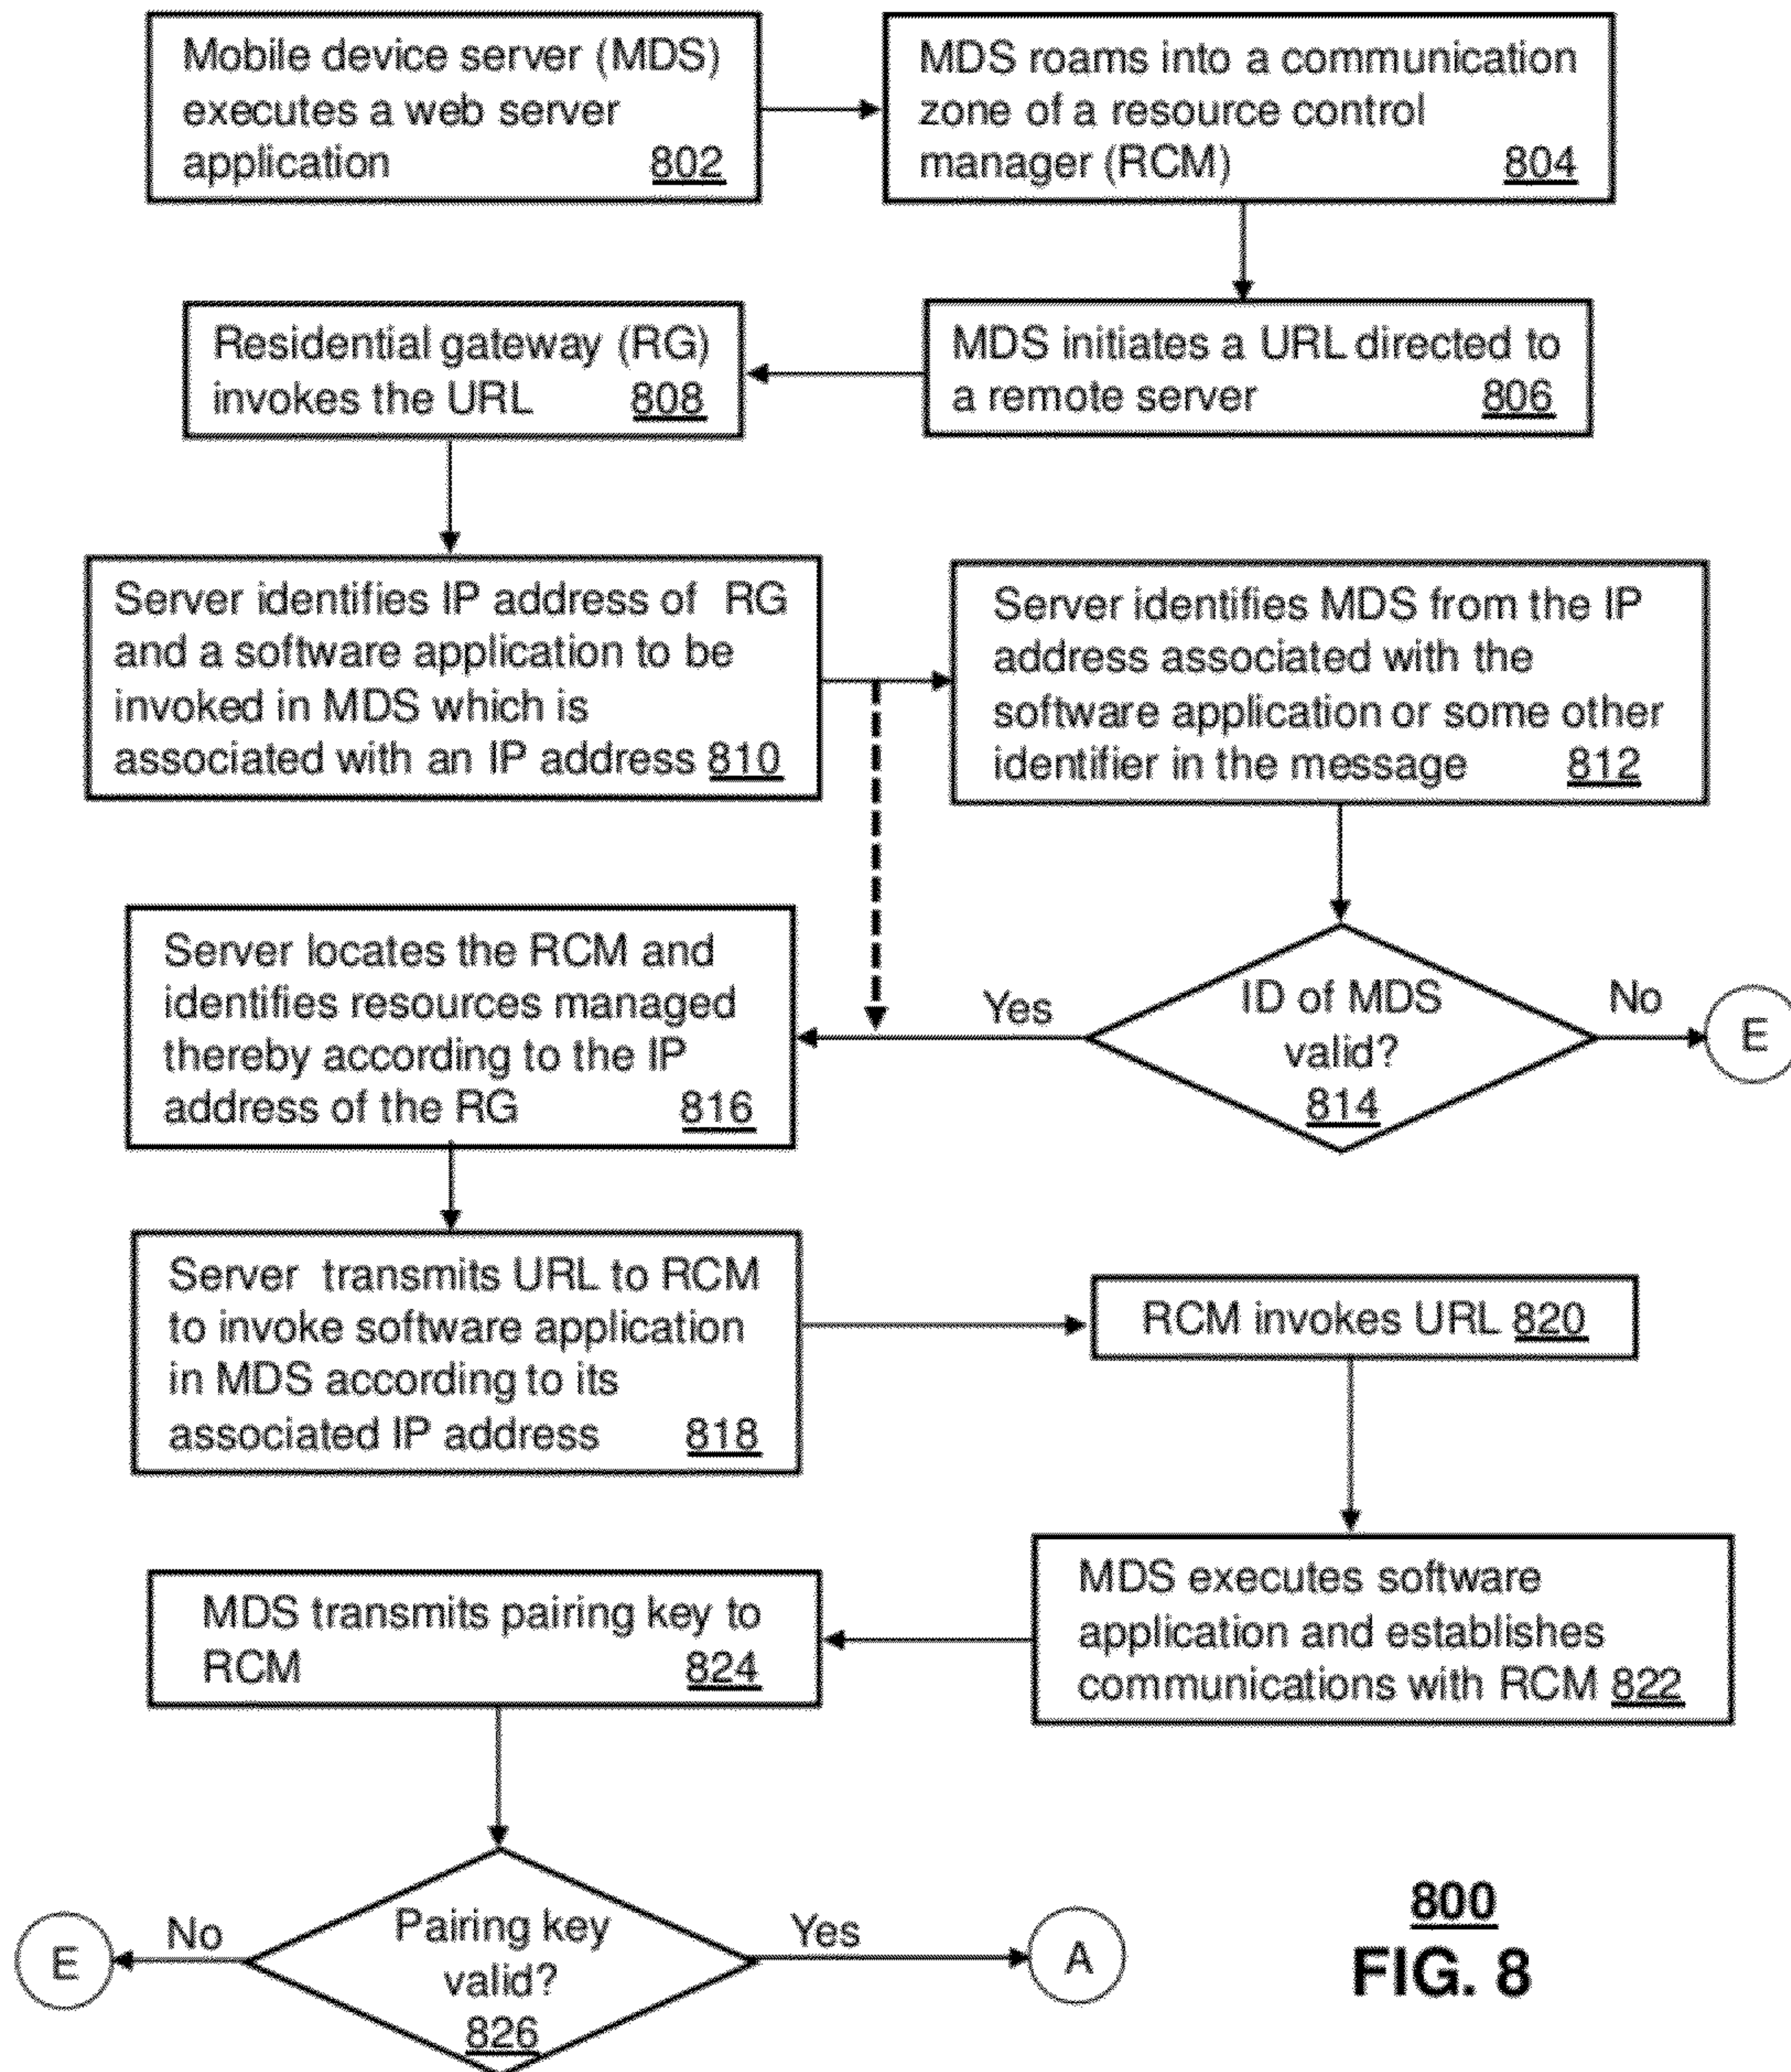 Mobile device server (MDS)
executes a web server
application 802
MDS roams into a communication
zone of a resource control
manager (RCM) 804
MDS initiates a URL directed to
a remote server 806
Residential gateway (RG)
invokes the URL 808
Server identifies IP address of RG
and a software application to be
invoked in MDS which is
associated with an IP address 810
Server identifies MDS from the IP
address associated with the
software application or some other
identifier in the message 812
ID of MDS
valid?
814
No
E
Yes
Server locates the RCM and
identifies resources managed
thereby according to the IP
address of the RG 816
Server transmits URL to RCM
to invoke software application
in MDS according to its
associated IP address 818
RCM invokes URL 820
MDS executes software
application and establishes
communications with RCM 822
MDS transmits pairing key to
RCM 824
Pairing key
valid?
826
No
E
Yes
A
800
FIG. 8